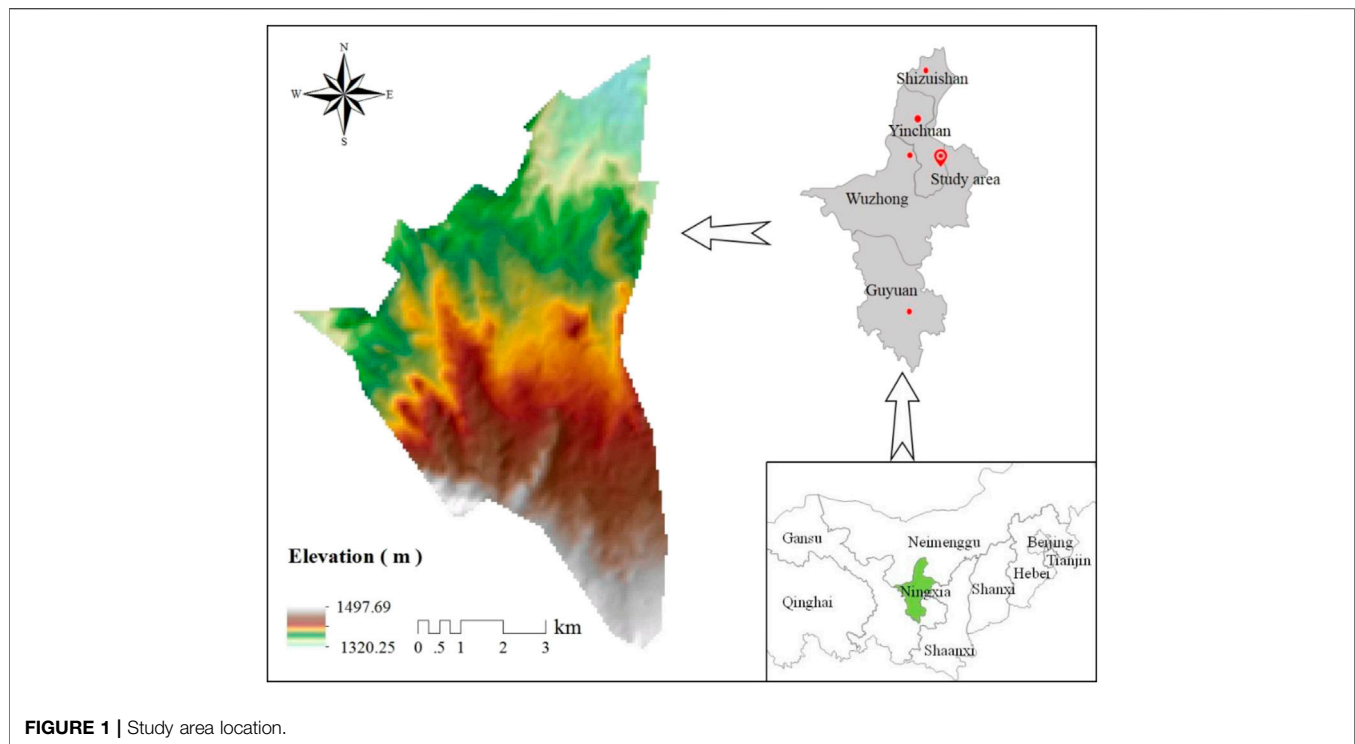 N
W E
S
Shizuishan
Yinchuan
Study area
Wuzhong
Guyuan
Elevation ( m )
1497.69
1320.25
0 .5 1 2 3 km
Gansu
Neimenggu
Beijing
Tianjin
Hebei
Shanxi
Ningxia
Qinghai
Shaanxi
FIGURE 1 | Study area location.